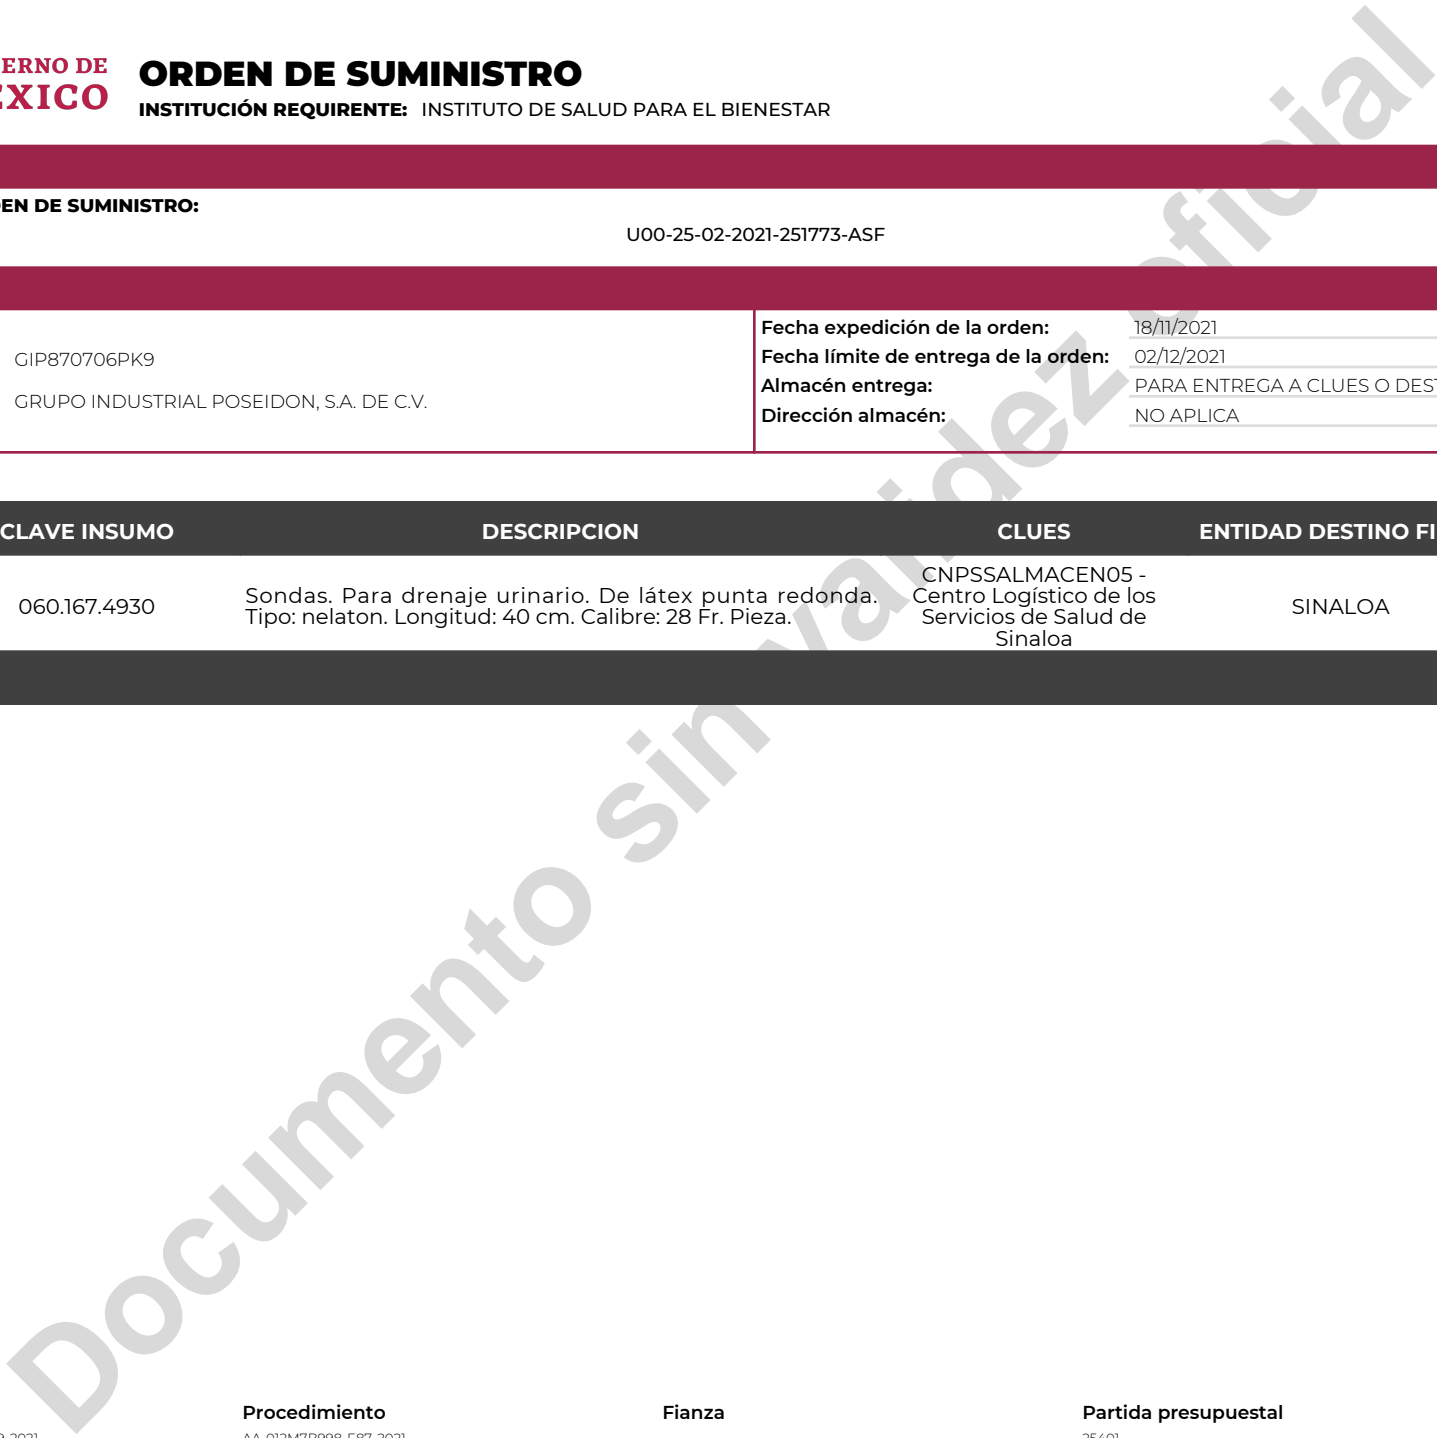 ERNO DE
ÉXICO
ORDEN DE SUMINISTRO
INSTITUCIÓN REQUIRENTE: INSTITUTO DE SALUD PARA EL BIENESTAR
EN DE SUMINISTRO:
U00-25-02-2021-251773-ASF
GIP870706PK9
GRUPO INDUSTRIAL POSEIDON, S.A. DE C.V.
Fecha expedición de la orden: 18/11/2021
Fecha límite de entrega de la orden: 02/12/2021
Almacén entrega: PARA ENTREGA A CLUES O DEST
Dirección almacén: NO APLICA
CLAVE INSUMO DESCRIPCION CLUES ENTIDAD DESTINO FI
060.167.4930
Sondas. Para drenaje urinario. De látex punta redonda.
Tipo: nelaton. Longitud: 40 cm. Calibre: 28 Fr. Pieza.
CNPSSALMACEN05 -
Centro Logístico de los
Servicios de Salud de
Sinaloa
SINALOA
Documento sin validez oficial
Procedimiento Fianza Partida presupuestal